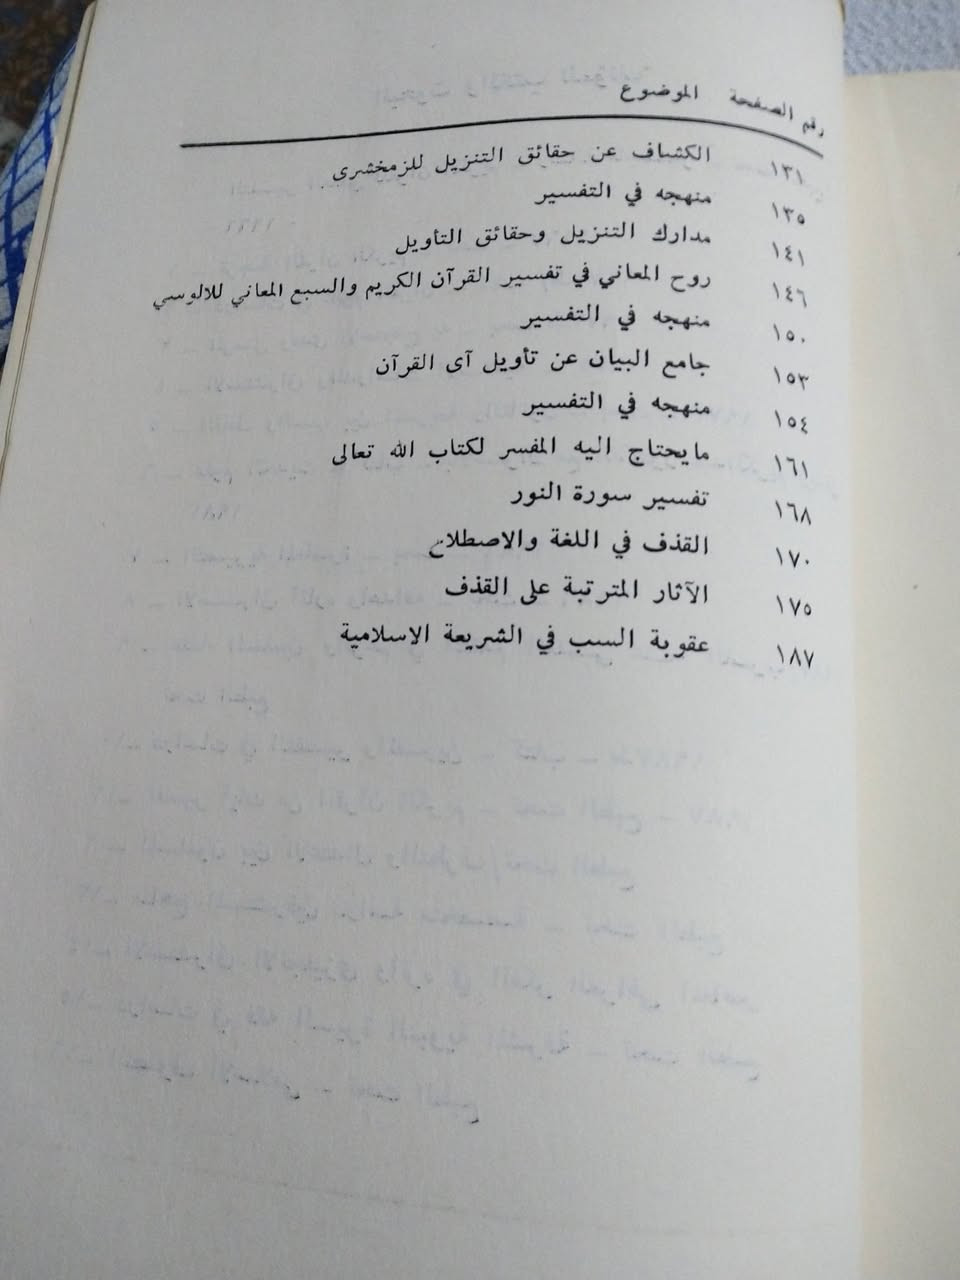 رقم الصفحة الموضوع
١٣١ الكشاف عن حقائق التنزيل للزمخشرى
١٣٥ منهجه في التفسير
١٤١ مدارك التنزيل وحقائق التأويل
١٤٦ روح المعاني في تفسير القرآن الكريم والسبع المعاني للالوسي
١٥٠ منهجه في التفسير
١٥٣ جامع البيان عن تأويل آى القرآن
١٥٤ منهجه في التفسير
١٦١ مايحتاج اليه المفسر لكتاب الله تعالى
١٦٨ تفسير سورة النور
١٧٠ القذف في اللغة والاصطلاح
١٧٥ الآثار المترتبة على القذف
١٨٧ عقوبة السب في الشريعة الاسلامية